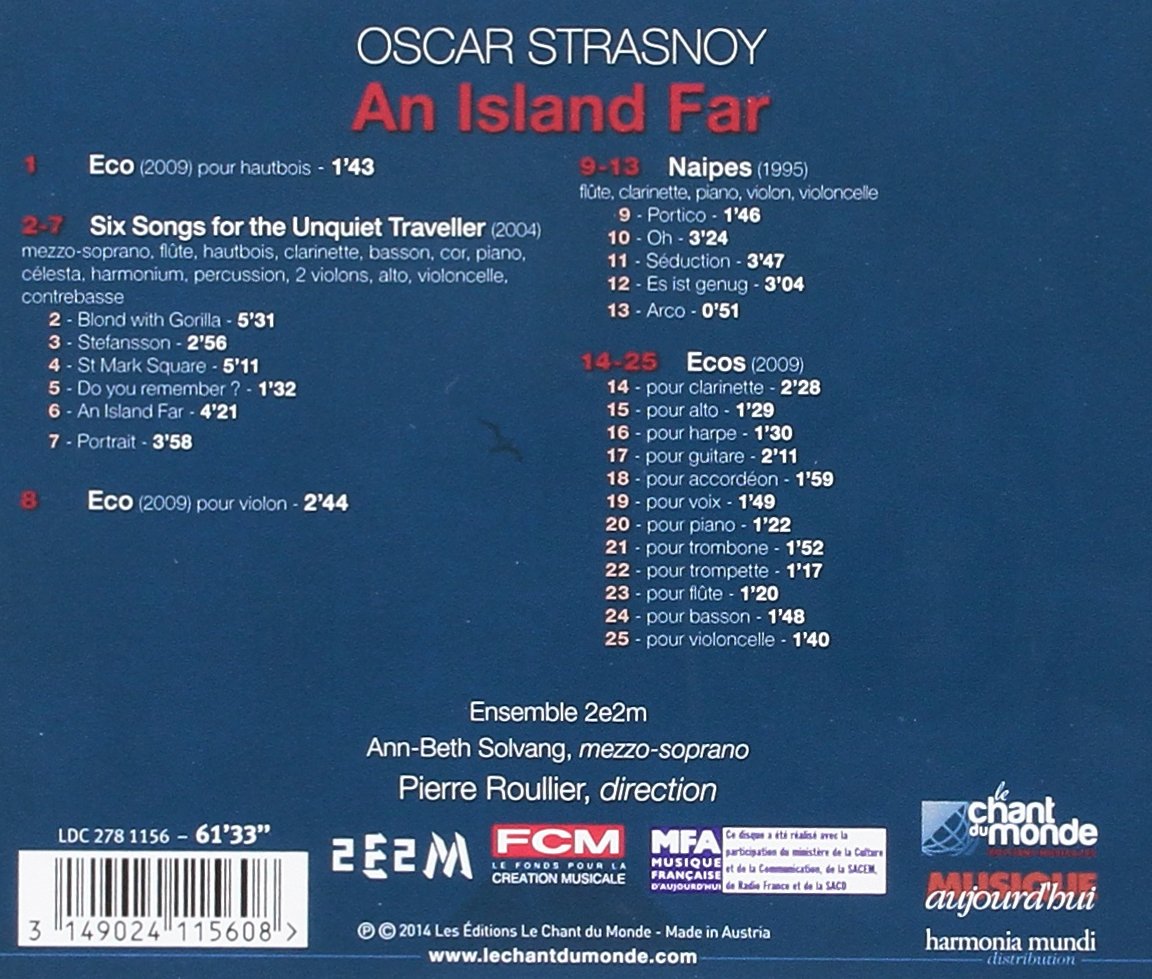 OSCAR STRASNOY
An Island Far
1 Eco (2009) pour hautbois - 1'43
2-7 Six Songs for the Unquiet Traveller (2004)
mezzo-soprano, flûte, hautbois, clarinette, basson, cor, piano,
célesta, harmonium, percussion, 2 violons, alto, violoncelle,
contrebasse
2 - Blond with Gorilla - 5'31
3 - Stefansson - 2'56
4 - St Mark Square - 5'11
5 - Do you remember ? - 1'32
6 - An Island Far - 4'21
7 - Portrait - 3'58
8 Eco (2009) pour violon - 2'44
9-13 Naipes (1995)
flûte, clarinette, piano, violon, violoncelle
9 - Portico - 1'46
10 - Oh - 3'24
11 - Séduction - 3'47
12 - Es ist genug - 3'04
13 - Arco - 0'51
14-25 Ecos (2009)
14 - pour clarinette - 2'28
15 - pour alto - 1'29
16 - pour harpe - 1'30
17 - pour guitare - 2'11
18 - pour accordéon - 1'59
19 - pour voix - 1'49
20 - pour piano - 1'22
21 - pour trombone - 1'52
22 - pour trompette - 1'17
23 - pour flûte - 1'20
24 - pour basson - 1'48
25 - pour violoncelle - 1'40
Ensemble 2e2m
Ann-Beth Solvang, mezzo-soprano
Pierre Roullier, direction
LDC 278 1156 – 61'33"
3 149024 115608 >
2E2M
FCM
LE FONDS POUR LA
CREATION MUSICALE
MFA
MUSIQUE
FRANÇAISE
D'AUJOURD'HUI
Ce disque a été réalisé avec la
participation du ministère de la Culture
et de la Communication, de la SACEM,
de Radio France et de la SACD
le
chant
du monde
MUSIQUE
aujourd'hui
harmonia mundi
distribution
℗ © 2014 Les Éditions Le Chant du Monde - Made in Austria
www.lechantdumonde.com